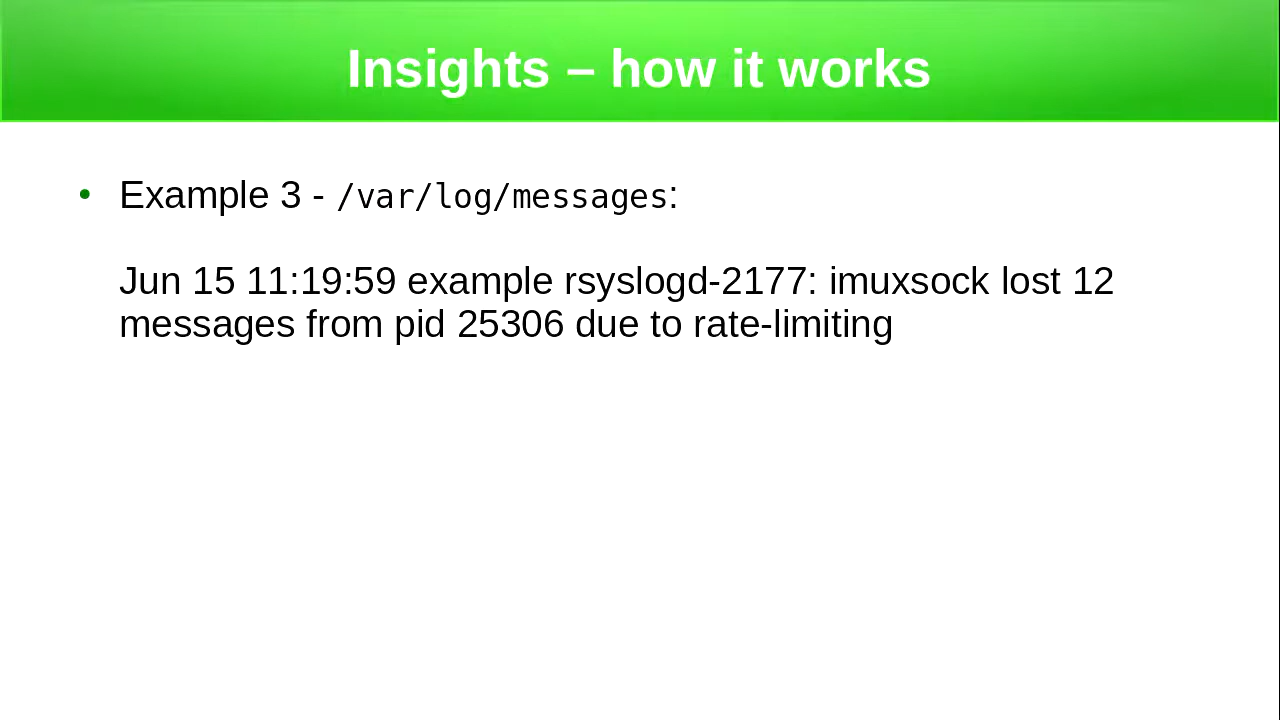 Insights – how it works
• Example 3 - /var/log/messages:
Jun 15 11:19:59 example rsyslogd-2177: imuxsock lost 12
messages from pid 25306 due to rate-limiting